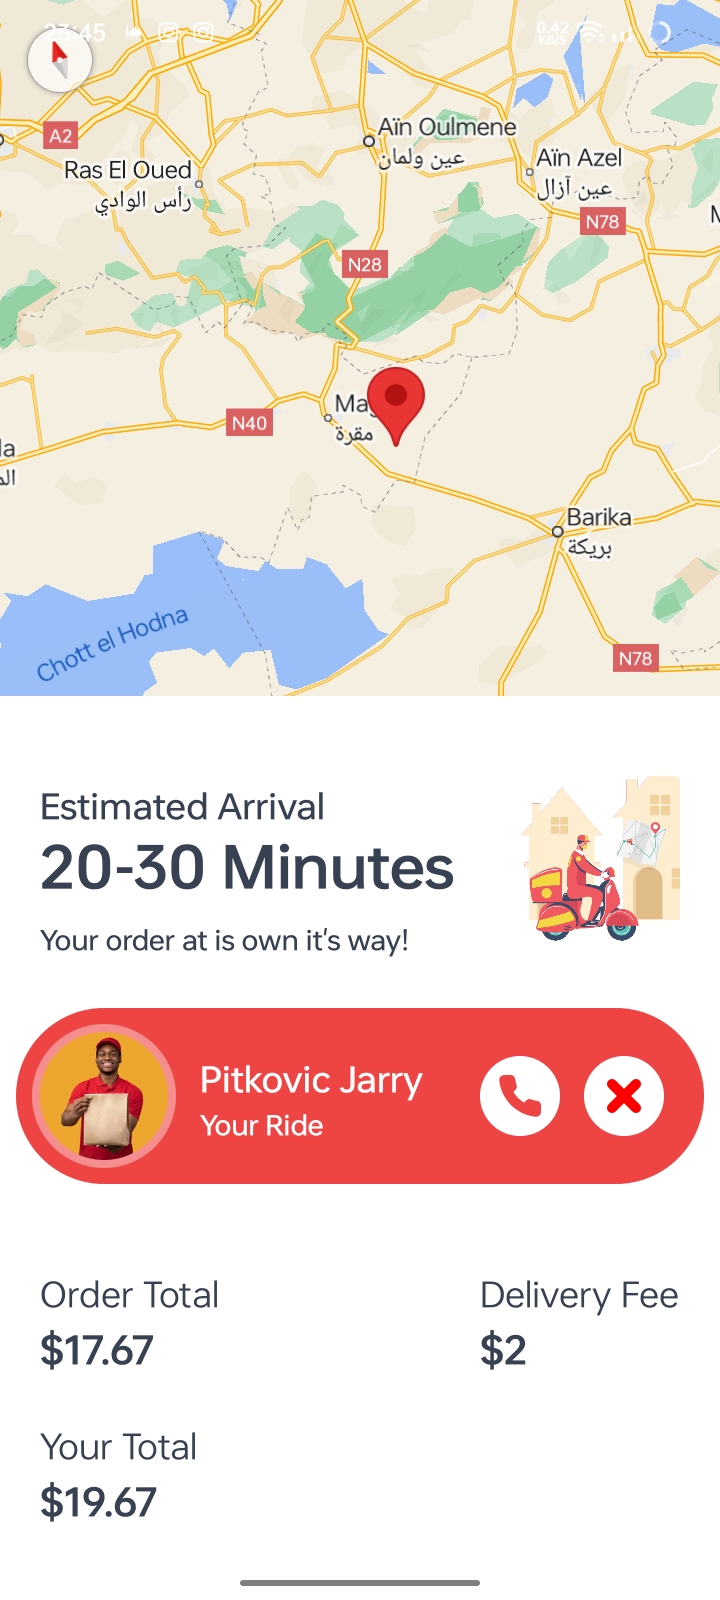 23:45
0.42
KB/S
Aïn Oulmene
عين ولمان
A2
Ras El Oued
رأس الوادي
Aïn Azel
عين آزال
N78
M
N28
Mag
مقرة
N40
la
الم
Barika
بريكة
Chott el Hodna
N78
Estimated Arrival
20-30 Minutes
Your order at is own it's way!
Pitkovic Jarry
Your Ride
Order Total
$17.67
Delivery Fee
$2
Your Total
$19.67